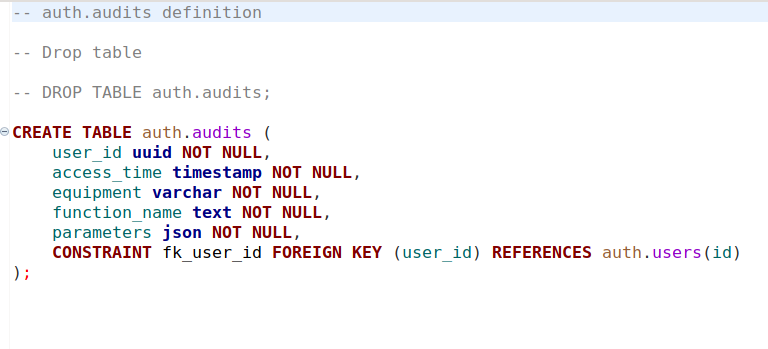 -- auth.audits definition
-- Drop table
-- DROP TABLE auth.audits;
CREATE TABLE auth.audits (
    user_id uuid NOT NULL,
    access_time timestamp NOT NULL,
    equipment varchar NOT NULL,
    function_name text NOT NULL,
    parameters json NOT NULL,
    CONSTRAINT fk_user_id FOREIGN KEY (user_id) REFERENCES auth.users(id)
);